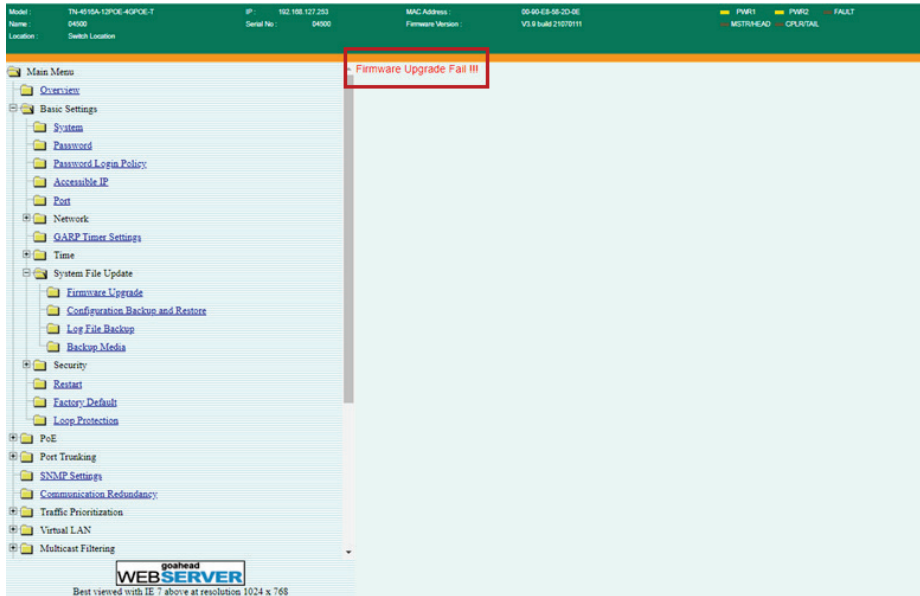 Model : TN-4516A-12POE-4GPOE-T IP : 192.168.127.253 MAC Address : 00-90-E8-58-2D-0E PWR1 PWR2 FAULT
Name : 04500 Serial No : 04500 Firmware Version : V3.9 build 21070111 MSTR/HEAD CPLR/TAIL
Location : Switch Location
Firmware Upgrade Fail !!!
Main Menu
Overview
Basic Settings
System
Password
Password Login Policy
Accessible IP
Port
Network
GARP Timer Settings
Time
System File Update
Firmware Upgrade
Configuration Backup and Restore
Log File Backup
Backup Media
Security
Restart
Factory Default
Loop Protection
PoE
Port Trunking
SNMP Settings
Communication Redundancy
Traffic Prioritization
Virtual LAN
Multicast Filtering
goahead
WEBSERVER
Best viewed with IE 7 above at resolution 1024 x 768